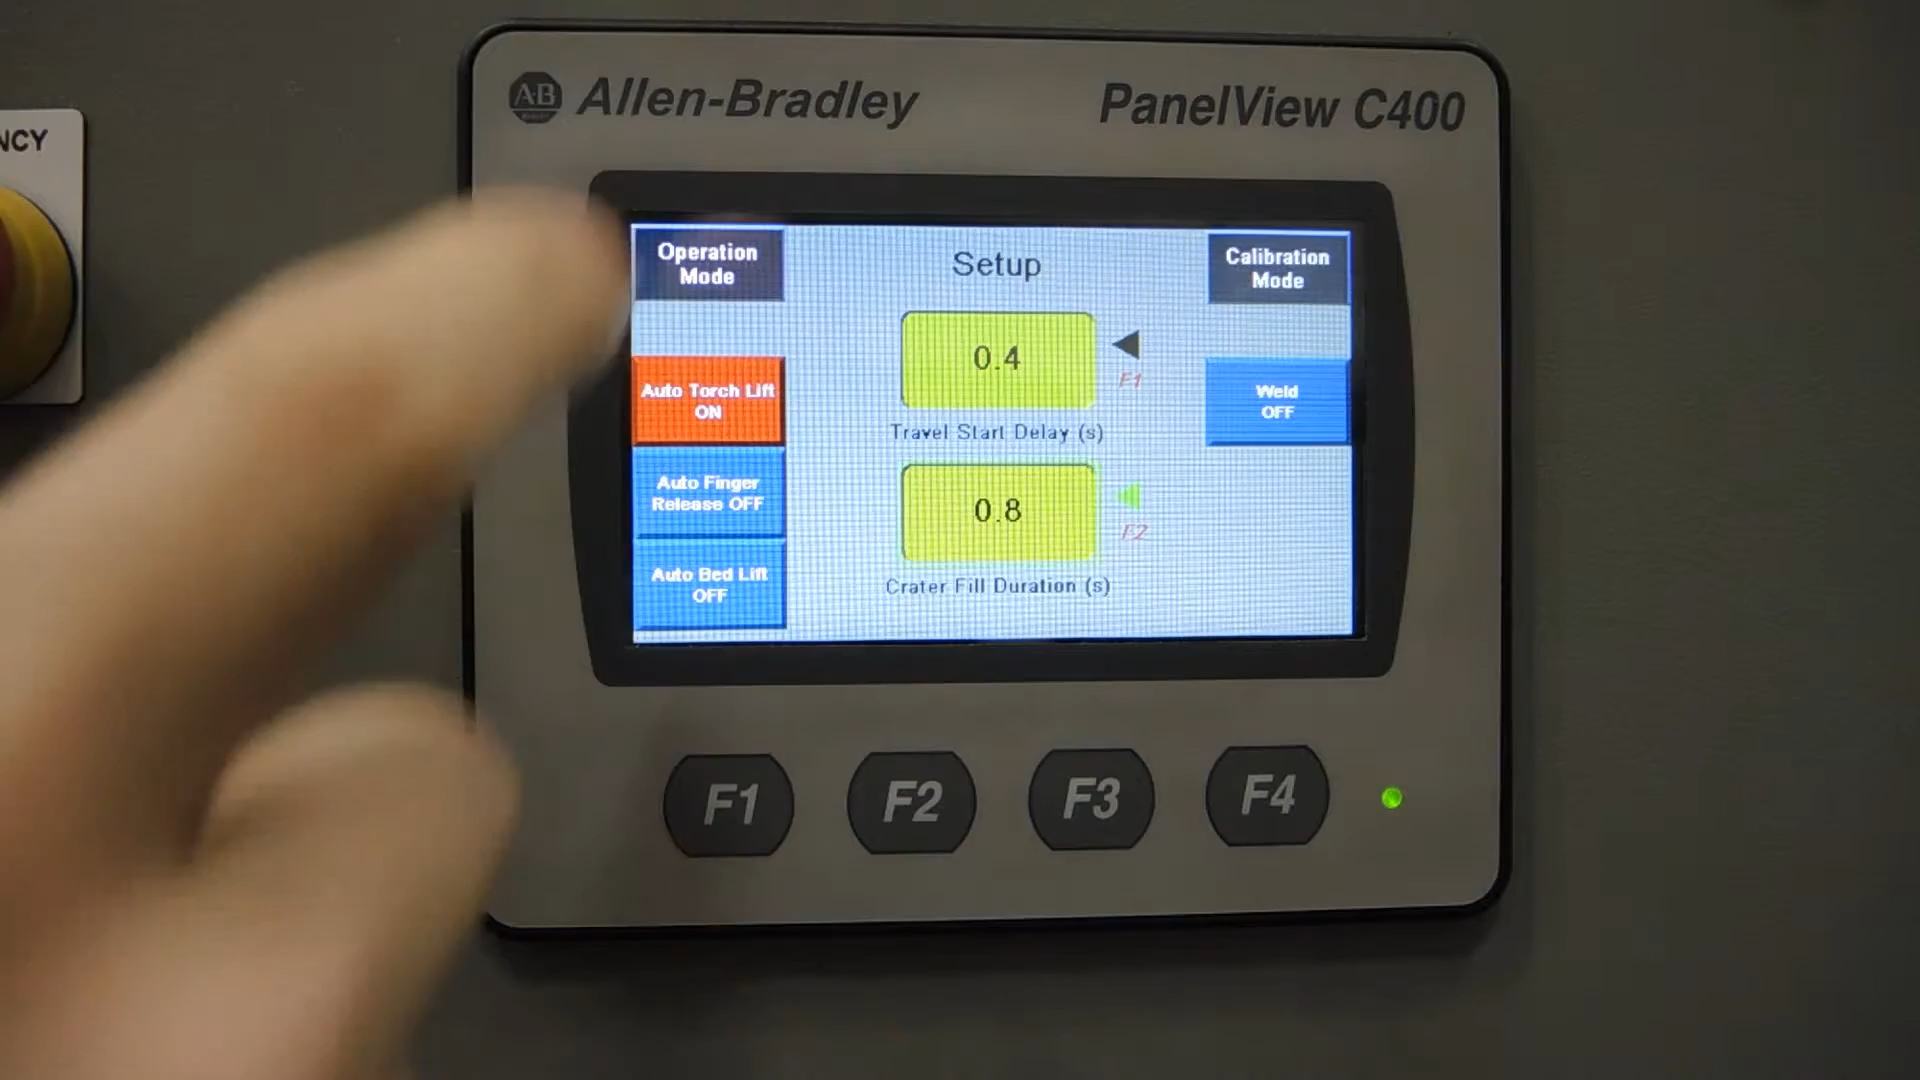 NCY
A·B
Allen-Bradley
PanelView C400
Operation
Mode
Setup
Calibration
Mode
0.4
F1
Travel Start Delay (s)
Auto Torch Lift
ON
Weld
OFF
Auto Finger
Release OFF
0.8
F2
Crater Fill Duration (s)
Auto Bed Lift
OFF
F1
F2
F3
F4